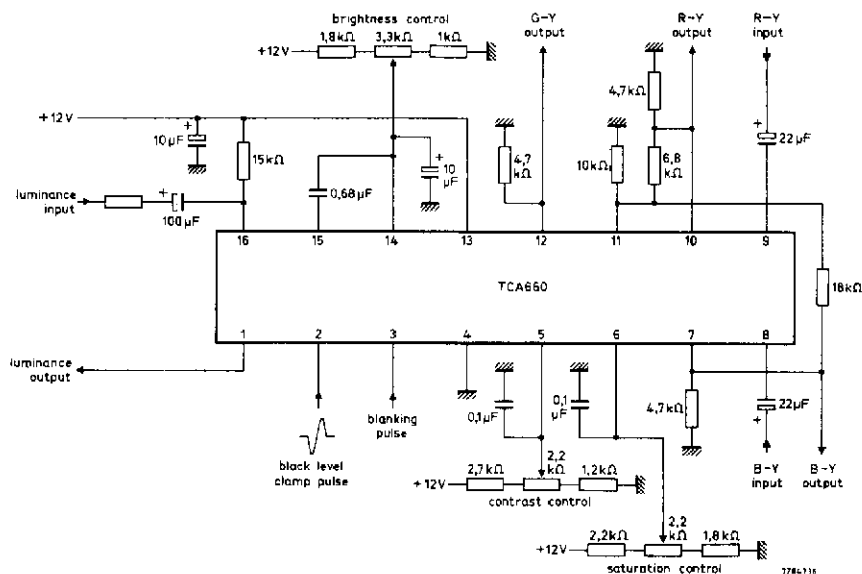 brightness control
+12V
1,8kΩ
3,3kΩ
1kΩ
G-Y
output
R-Y
output
R-Y
input
+12V
+
10µF
15kΩ
0,68µF
+
10
µF
4,7
kΩ
10kΩ
4,7kΩ
6,8
kΩ
+
22µF
luminance
input
+
100µF
16
15
14
13
12
11
10
9
TCA660
18kΩ
1
2
3
4
5
6
7
8
luminance
output
black level
clamp pulse
blanking
pulse
0,1µF
0,1
µF
4,7kΩ
22µF
+
B-Y
input
B-Y
output
+12V
2,7kΩ
2,2
kΩ
1,2kΩ
contrast control
+12V
2,2kΩ
2,2
kΩ
1,8kΩ
saturation control